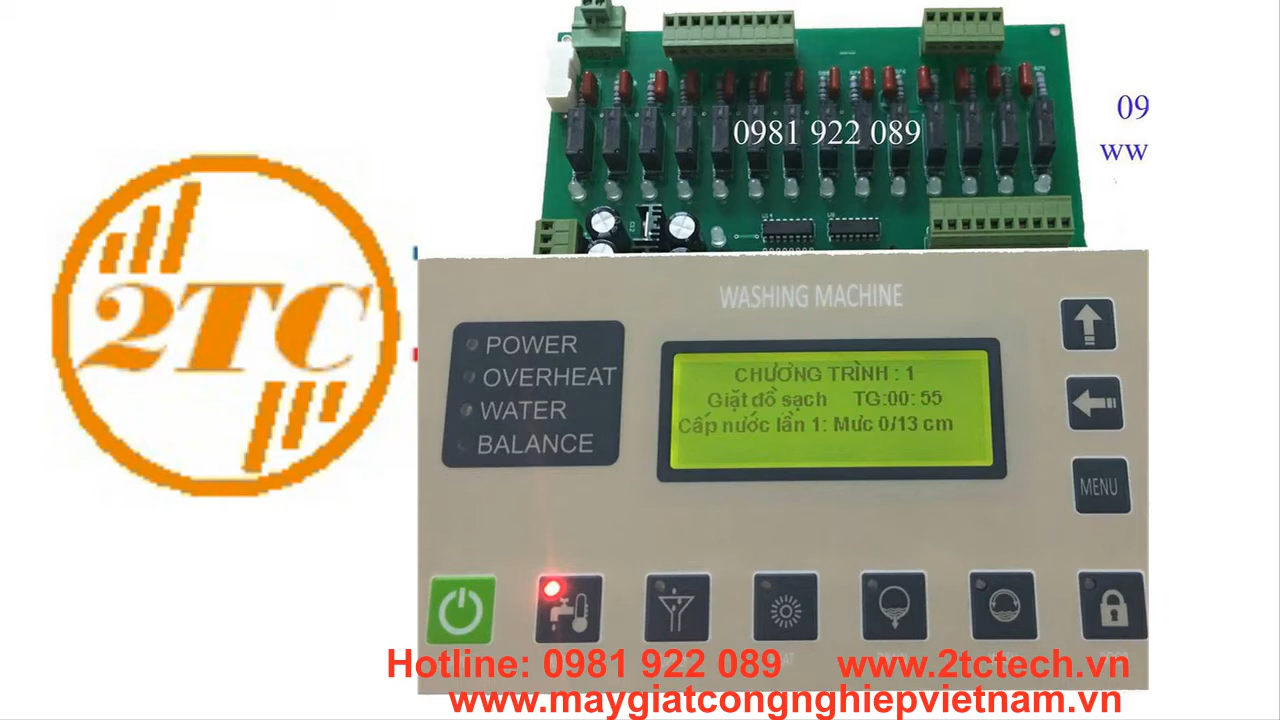 0981 922 089
09
ww
2TC
WASHING MACHINE
POWER
OVERHEAT
WATER
BALANCE
CHƯƠNG TRÌNH : 1
Giặt đồ sạch TG:00: 55
Cấp nước lần 1: Mưc 0/13 cm
MENU
Hotline: 0981 922 089 www.2tctech.vn
www.maygiatcongnghiepvietnam.vn